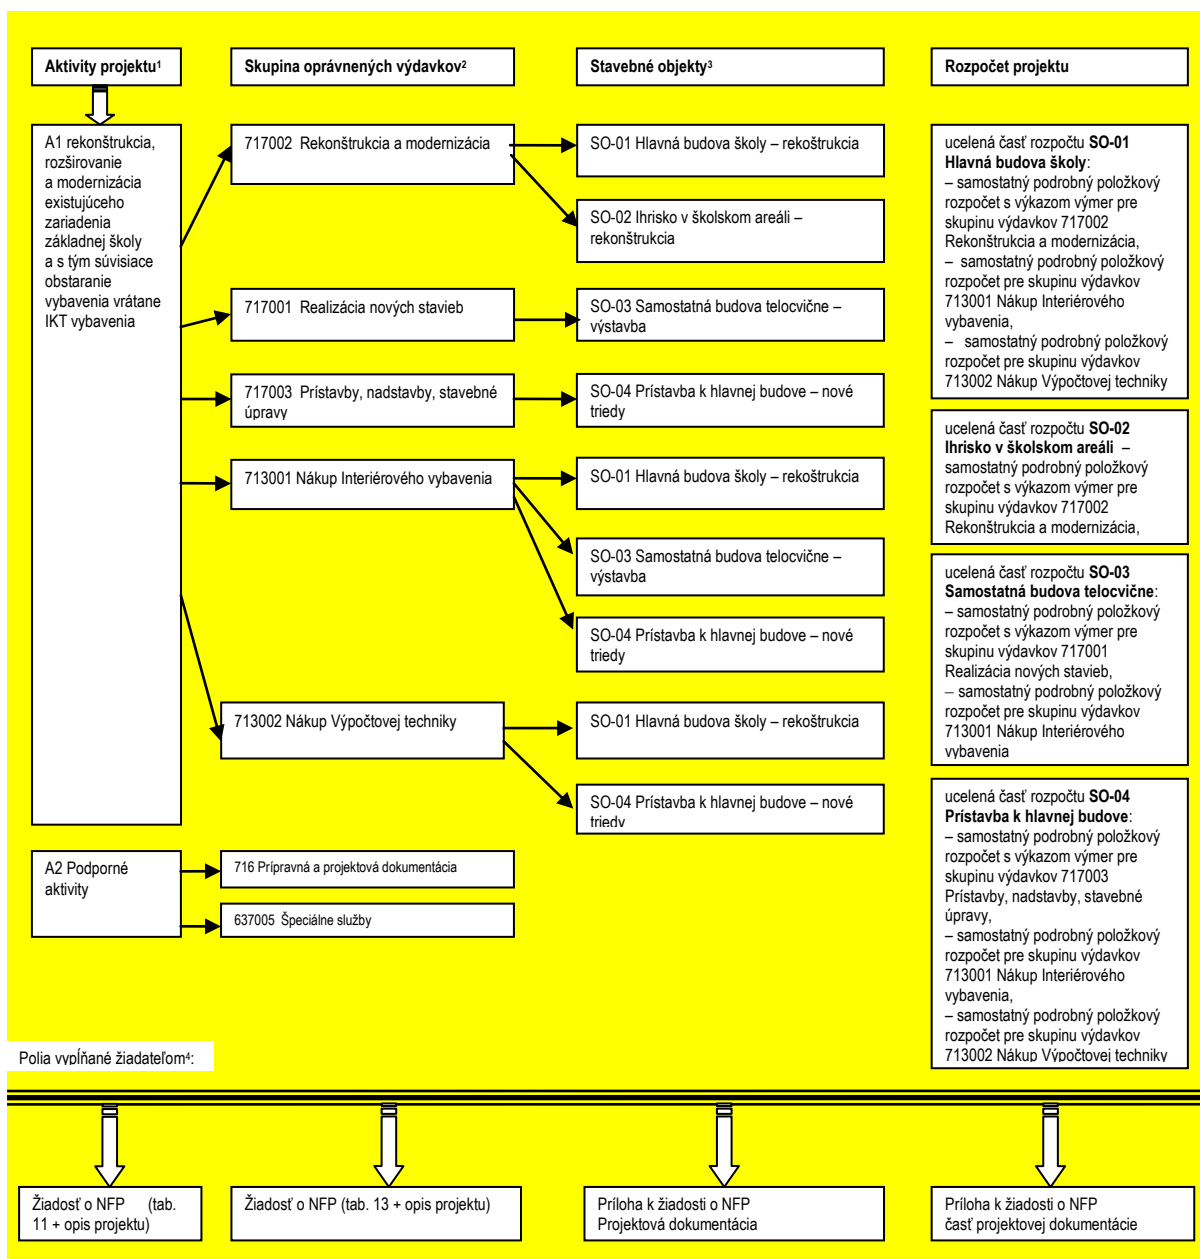 Aktivity projektu¹
Skupina oprávnených výdavkov²
Stavebné objekty³
Rozpočet projektu
A1 rekonštrukcia,
rozširovanie
a modernizácia
existujúceho
zariadenia
základnej školy
a s tým súvisiace
obstaranie
vybavenia vrátane
IKT vybavenia
717002  Rekonštrukcia a modernizácia
717001  Realizácia nových stavieb
717003  Prístavby, nadstavby, stavebné
úpravy
713001 Nákup Interiérového vybavenia
713002 Nákup Výpočtovej techniky
SO-01 Hlavná budova školy – rekoštrukcia
SO-02 Ihrisko v školskom areáli –
rekonštrukcia
SO-03 Samostatná budova telocvične –
výstavba
SO-04 Prístavba k hlavnej budove – nové
triedy
SO-01 Hlavná budova školy – rekoštrukcia
SO-03 Samostatná budova telocvične –
výstavba
SO-04 Prístavba k hlavnej budove – nové
triedy
SO-01 Hlavná budova školy – rekoštrukcia
SO-04 Prístavba k hlavnej budove – nové
triedy
ucelená časť rozpočtu SO-01
Hlavná budova školy:
– samostatný podrobný položkový
rozpočet s výkazom výmer pre
skupinu výdavkov 717002
Rekonštrukcia a modernizácia,
– samostatný podrobný položkový
rozpočet pre skupinu výdavkov
713001 Nákup Interiérového
vybavenia,
– samostatný podrobný položkový
rozpočet pre skupinu výdavkov
713002 Nákup Výpočtovej techniky
ucelená časť rozpočtu SO-02
Ihrisko v školskom areáli –
samostatný podrobný položkový
rozpočet s výkazom výmer pre
skupinu výdavkov 717002
Rekonštrukcia a modernizácia,
ucelená časť rozpočtu SO-03
Samostatná budova telocvične:
– samostatný podrobný položkový
rozpočet s výkazom výmer pre
skupinu výdavkov 717001
Realizácia nových stavieb,
– samostatný podrobný položkový
rozpočet pre skupinu výdavkov
713001 Nákup Interiérového
vybavenia
ucelená časť rozpočtu SO-04
Prístavba k hlavnej budove:
– samostatný podrobný položkový
rozpočet s výkazom výmer pre
skupinu výdavkov 717003
Prístavby, nadstavby, stavebné
úpravy,
– samostatný podrobný položkový
rozpočet pre skupinu výdavkov
713001 Nákup Interiérového
vybavenia,
– samostatný podrobný položkový
rozpočet pre skupinu výdavkov
713002 Nákup Výpočtovej techniky
A2 Podporné
aktivity
716 Prípravná a projektová dokumentácia
637005  Špeciálne služby
Polia vypĺňané žiadateľom⁴:
Žiadosť o NFP (tab.
11 + opis projektu)
Žiadosť o NFP (tab. 13 + opis projektu)
Príloha k žiadosti o NFP
Projektová dokumentácia
Príloha k žiadosti o NFP
časť projektovej dokumentácie